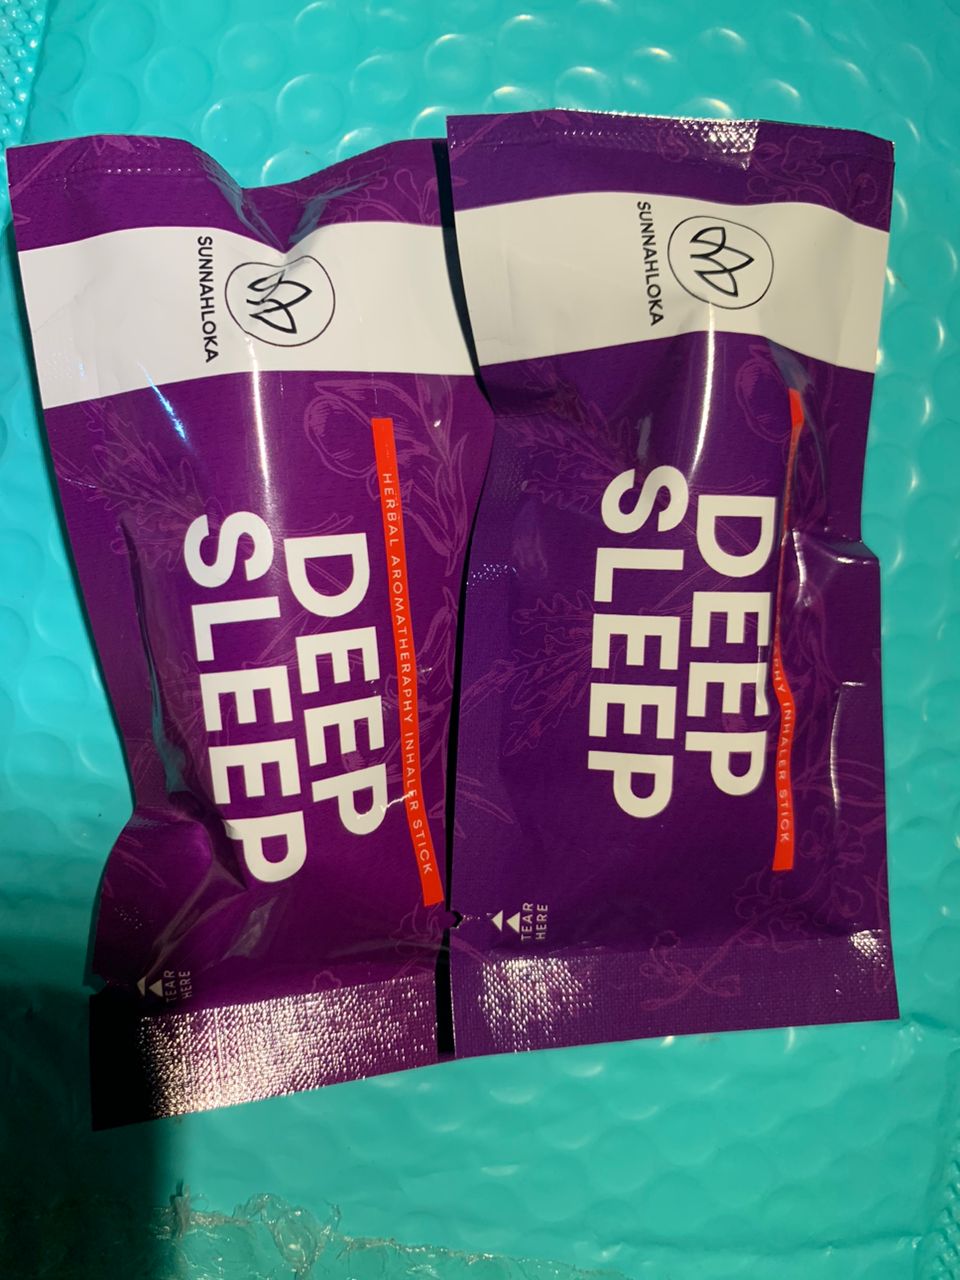 SUNNAHLOKA
HERBAL AROMATHERAPHY INHALER STICK
DEEP
SLEEP
TEAR
HERE
SUNNAHLOKA
INHALER STICK
DEEP
SLEEP
TEAR
HERE